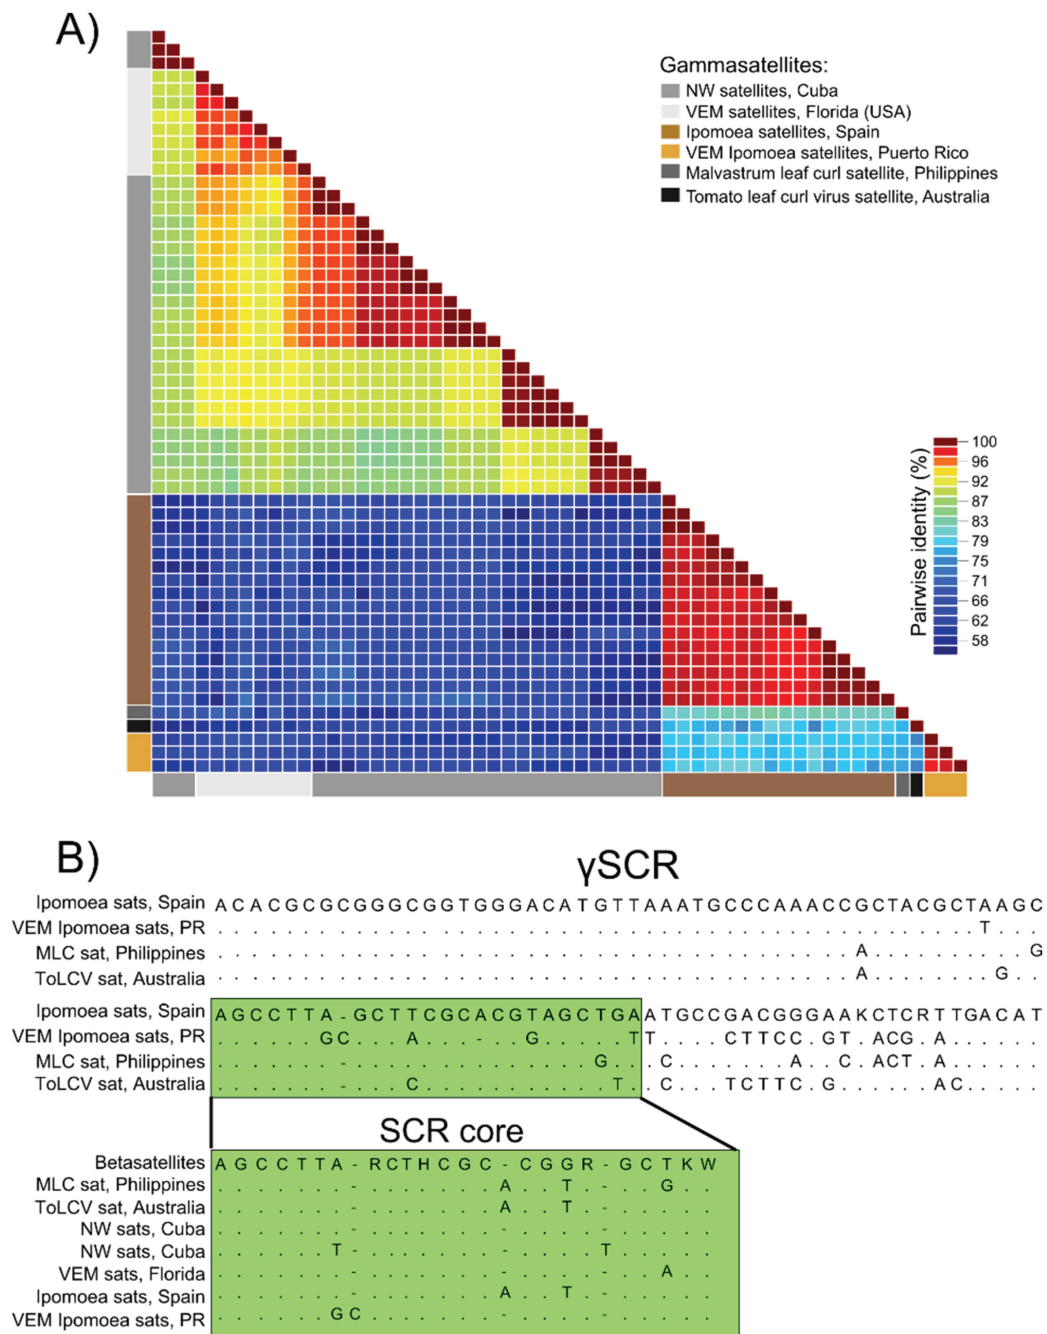 A)
Gammasatellites:
NW satellites, Cuba
VEM satellites, Florida (USA)
Ipomoea satellites, Spain
VEM Ipomoea satellites, Puerto Rico
Malvastrum leaf curl satellite, Philippines
Tomato leaf curl virus satellite, Australia
Pairwise identity (%)
100
96
92
87
83
79
75
71
66
62
58
B)
γSCR
Ipomoea sats, Spain ACACGCGCGGGCGGTGGGACATGTTAAATGCCCAAACCGCTACGCTAAGC
VEM Ipomoea sats, PR ..............................................T...
MLC sat, Philippines .......................................A.........G
ToLCV sat, Australia .......................................A.......G..
Ipomoea sats, Spain AGCCTTA-GCTTCGCACGTAGCTGAATGCCGACGGGAAKCTCRTTGACAT
VEM Ipomoea sats, PR ......GC...A...-..G.....TT....CTTCC.GT.ACG.A......
MLC sat, Philippines .......-..............G...C.......A..C.ACT.A......
ToLCV sat, Australia .......-...C...........T..C...TCTTC.G......AC.....
SCR core
Betasatellites AGCCTTA-RCTHCGC-CGGR-GCTKW
MLC sat, Philippines .......-.......A..T.-..G..
ToLCV sat, Australia .......-.......A..T.-.....
NW sats, Cuba .......-.......-....-.....
NW sats, Cuba ......T-.......-....T.....
VEM sats, Florida .......-.......-....-..A..
Ipomoea sats, Spain .......-.......A..T.-.....
VEM Ipomoea sats, PR ......GC.......-....-.....